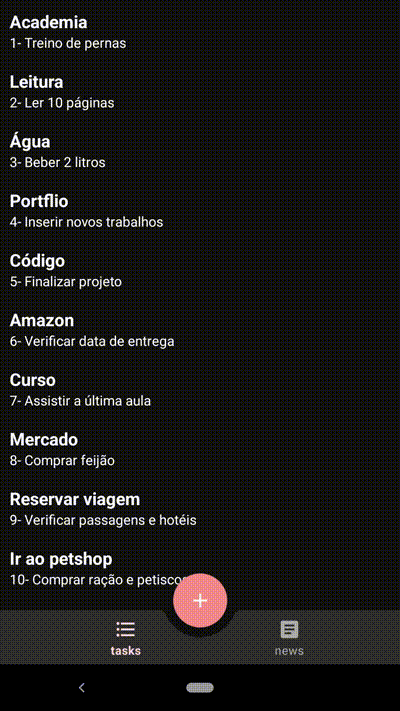 Academia
1- Treino de pernas
Leitura
2- Ler 10 páginas
Água
3- Beber 2 litros
Portflio
4- Inserir novos trabalhos
Código
5- Finalizar projeto
Amazon
6- Verificar data de entrega
Curso
7- Assistir a última aula
Mercado
8- Comprar feijão
Reservar viagem
9- Verificar passagens e hotéis
Ir ao petshop
10- Comprar ração e petiscos
+
tasks
news